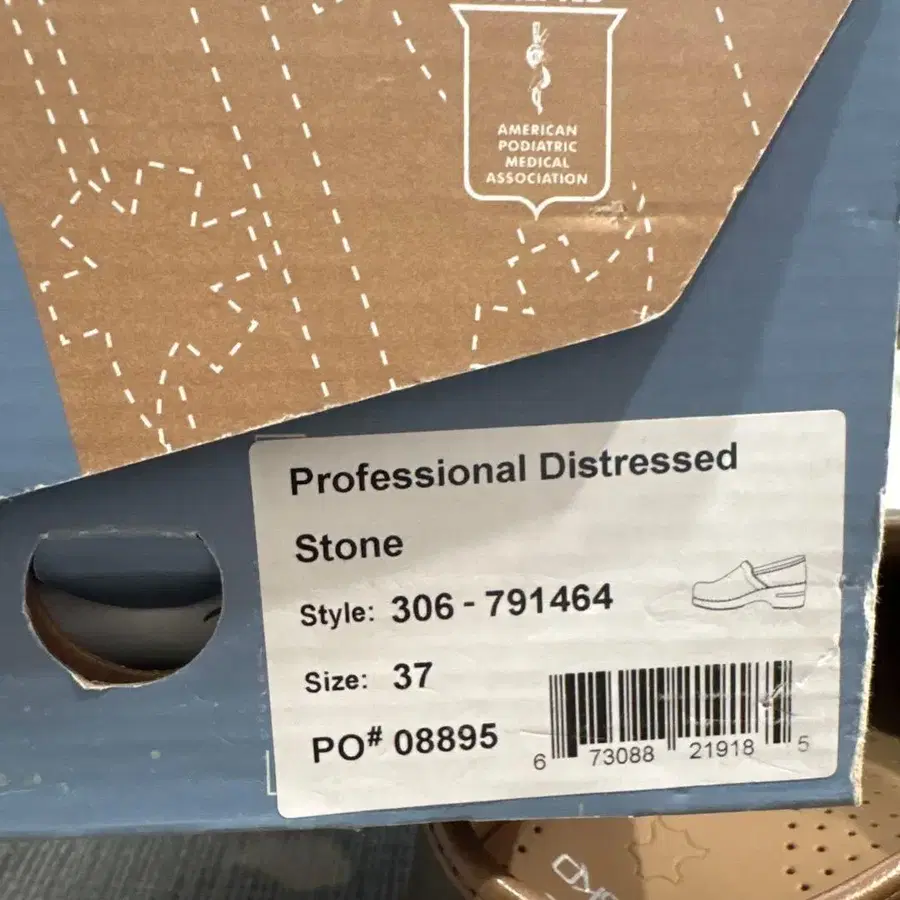 AMERICAN
PODIATRIC
MEDICAL
ASSOCIATION
Professional Distressed
Stone
Style: 306 - 791464
Size: 37
PO# 08895
6 73088 21918 5